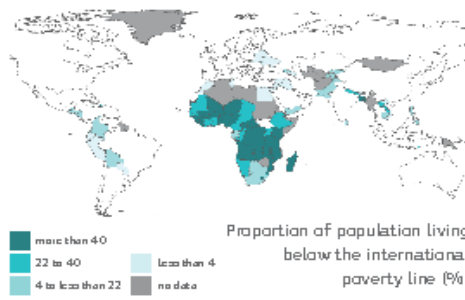 Proportion of population living
below the international
poverty line (%
more than 40
22 to 40
4 to less than 22
Less than 4
no data